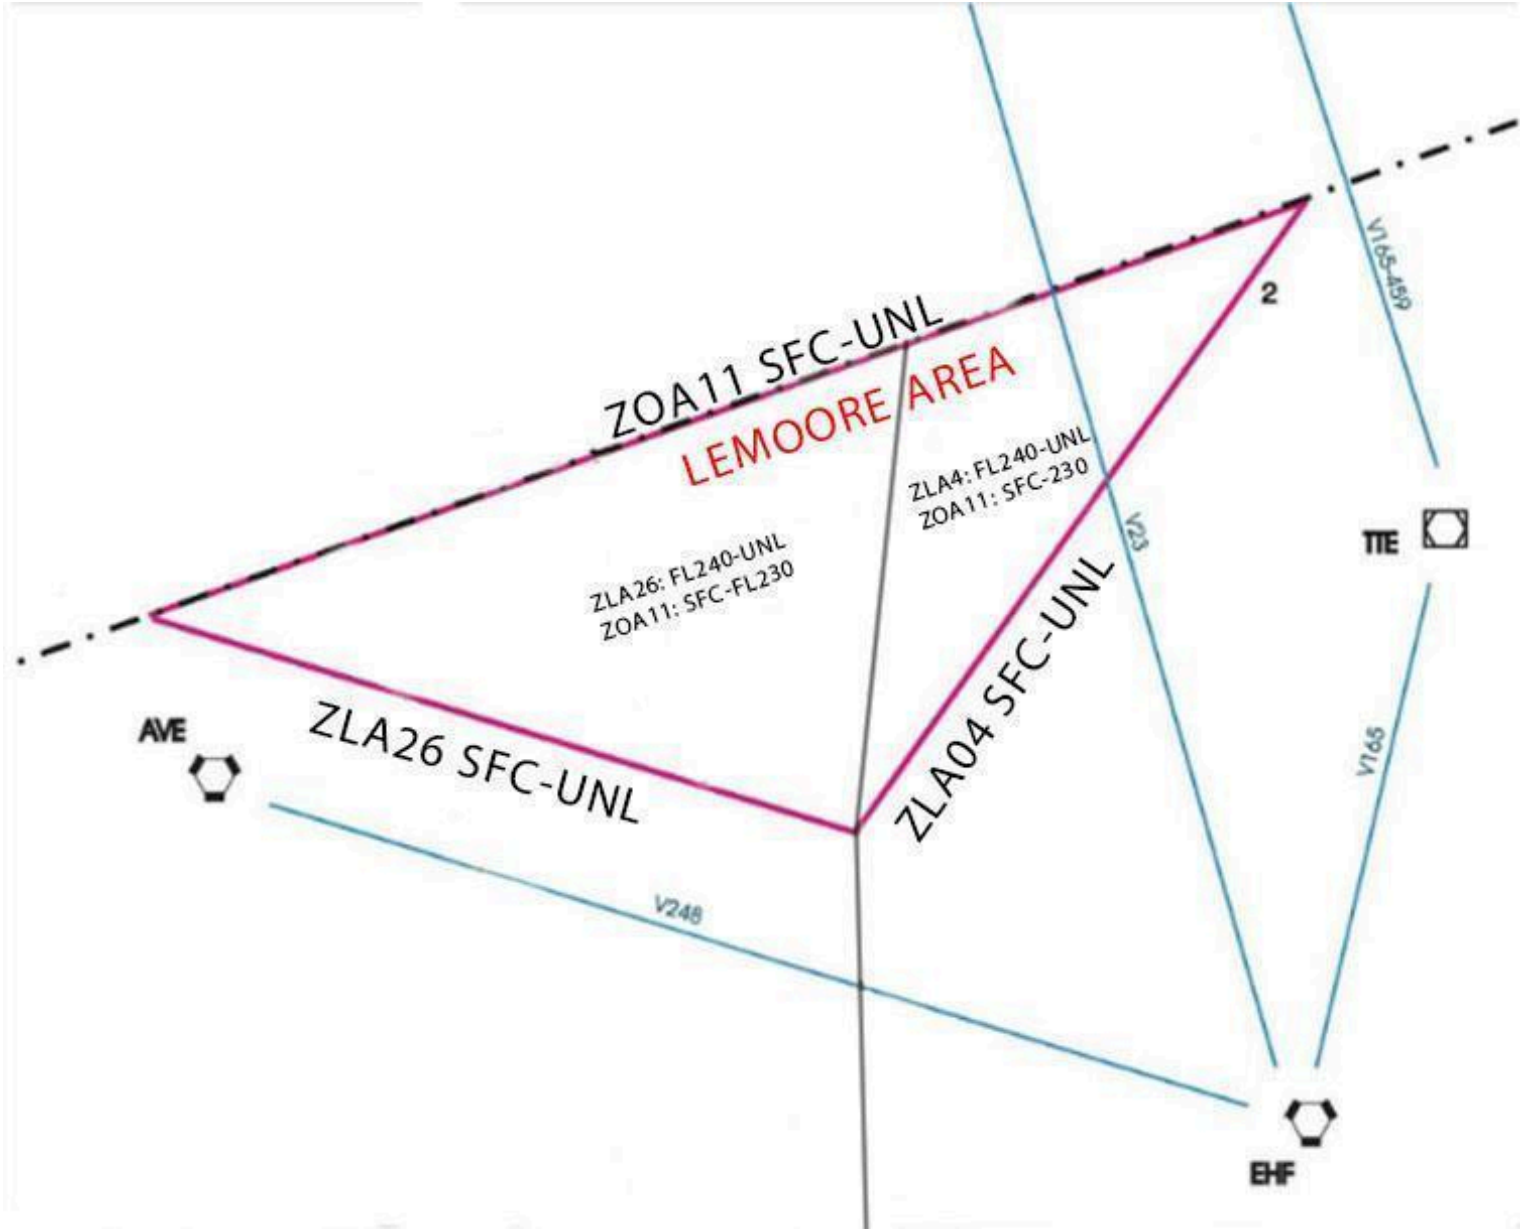 V165-459
2
ZOA11 SFC-UNL
LEMOORE AREA
ZLA4: FL240-UNL
ZOA11: SFC-230
V23
TTE
ZLA26: FL240-UNL
ZOA11: SFC-FL230
ZLA04 SFC-UNL
AVE
ZLA26 SFC-UNL
V165
V248
EHF